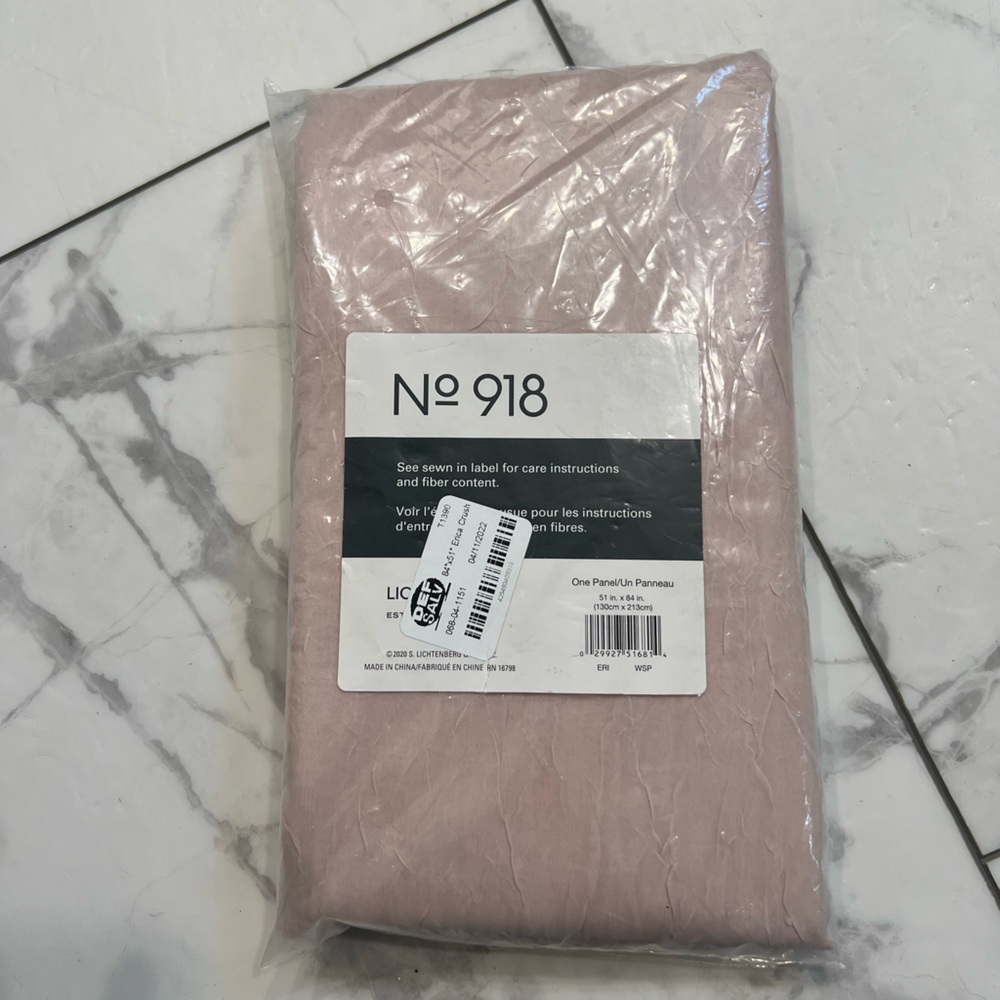 Nº 918
See sewn in label for care instructions
and fiber content.
Voir l'é usue pour les instructions
d'entr en fibres.
T1390
84"x51" Erica Crush
04/11/2022
DEL
SALV
068-04-1151
LIC
EST
©2020 S. LICHTENBERG
MADE IN CHINA/FABRIQUÉ EN CHINE RN 16798
One Panel/Un Panneau
51 in. x 84 in.
(130cm x 213cm)
0 29927 51681 4
ERI WSP